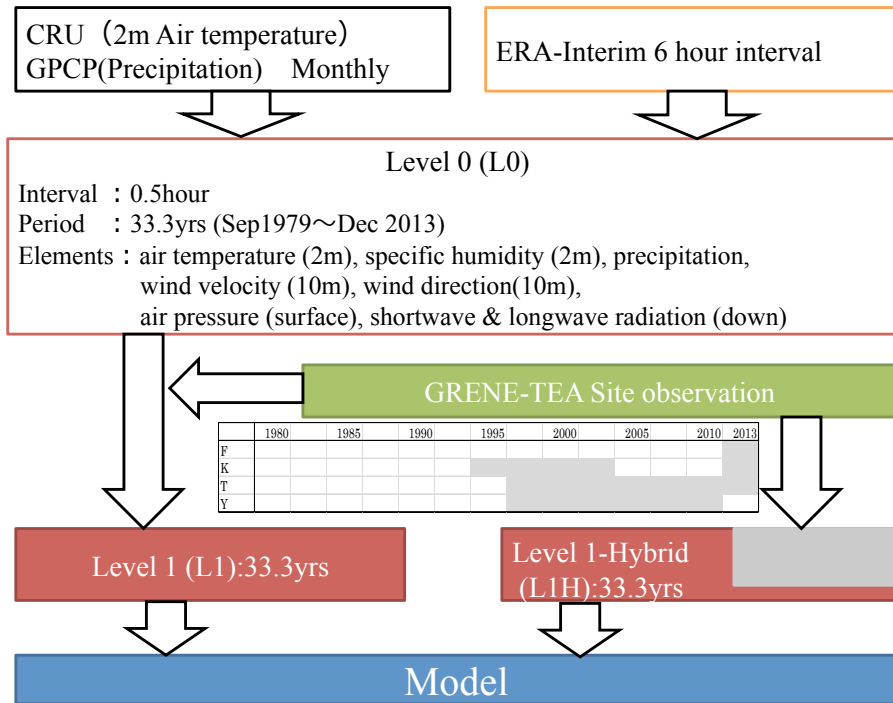 CRU（2m Air temperature）
GPCP(Precipitation)　Monthly
ERA-Interim 6 hour interval
Level 0 (L0)
Interval ：0.5hour
Period ：33.3yrs (Sep1979～Dec 2013)
Elements：air temperature (2m), specific humidity (2m), precipitation,
wind velocity (10m), wind direction(10m),
air pressure (surface), shortwave & longwave radiation (down)
GRENE-TEA Site observation
1980 1985 1990 1995 2000 2005 2010 2013
F
K
T
Y
Level 1 (L1):33.3yrs
Level 1-Hybrid
(L1H):33.3yrs
Model